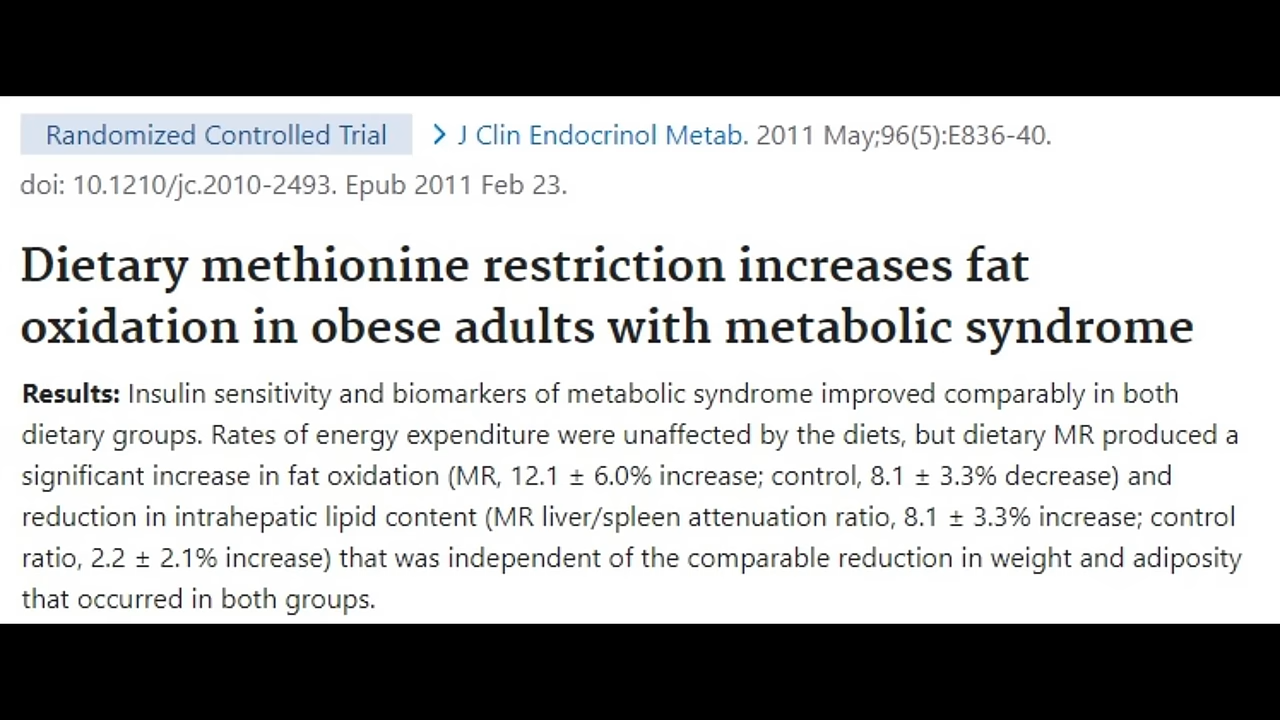 Randomized Controlled Trial > J Clin Endocrinol Metab. 2011 May;96(5):E836-40.
doi: 10.1210/jc.2010-2493. Epub 2011 Feb 23.
Dietary methionine restriction increases fat
oxidation in obese adults with metabolic syndrome
Results: Insulin sensitivity and biomarkers of metabolic syndrome improved comparably in both
dietary groups. Rates of energy expenditure were unaffected by the diets, but dietary MR produced a
significant increase in fat oxidation (MR, 12.1 ± 6.0% increase; control, 8.1 ± 3.3% decrease) and
reduction in intrahepatic lipid content (MR liver/spleen attenuation ratio, 8.1 ± 3.3% increase; control
ratio, 2.2 ± 2.1% increase) that was independent of the comparable reduction in weight and adiposity
that occurred in both groups.